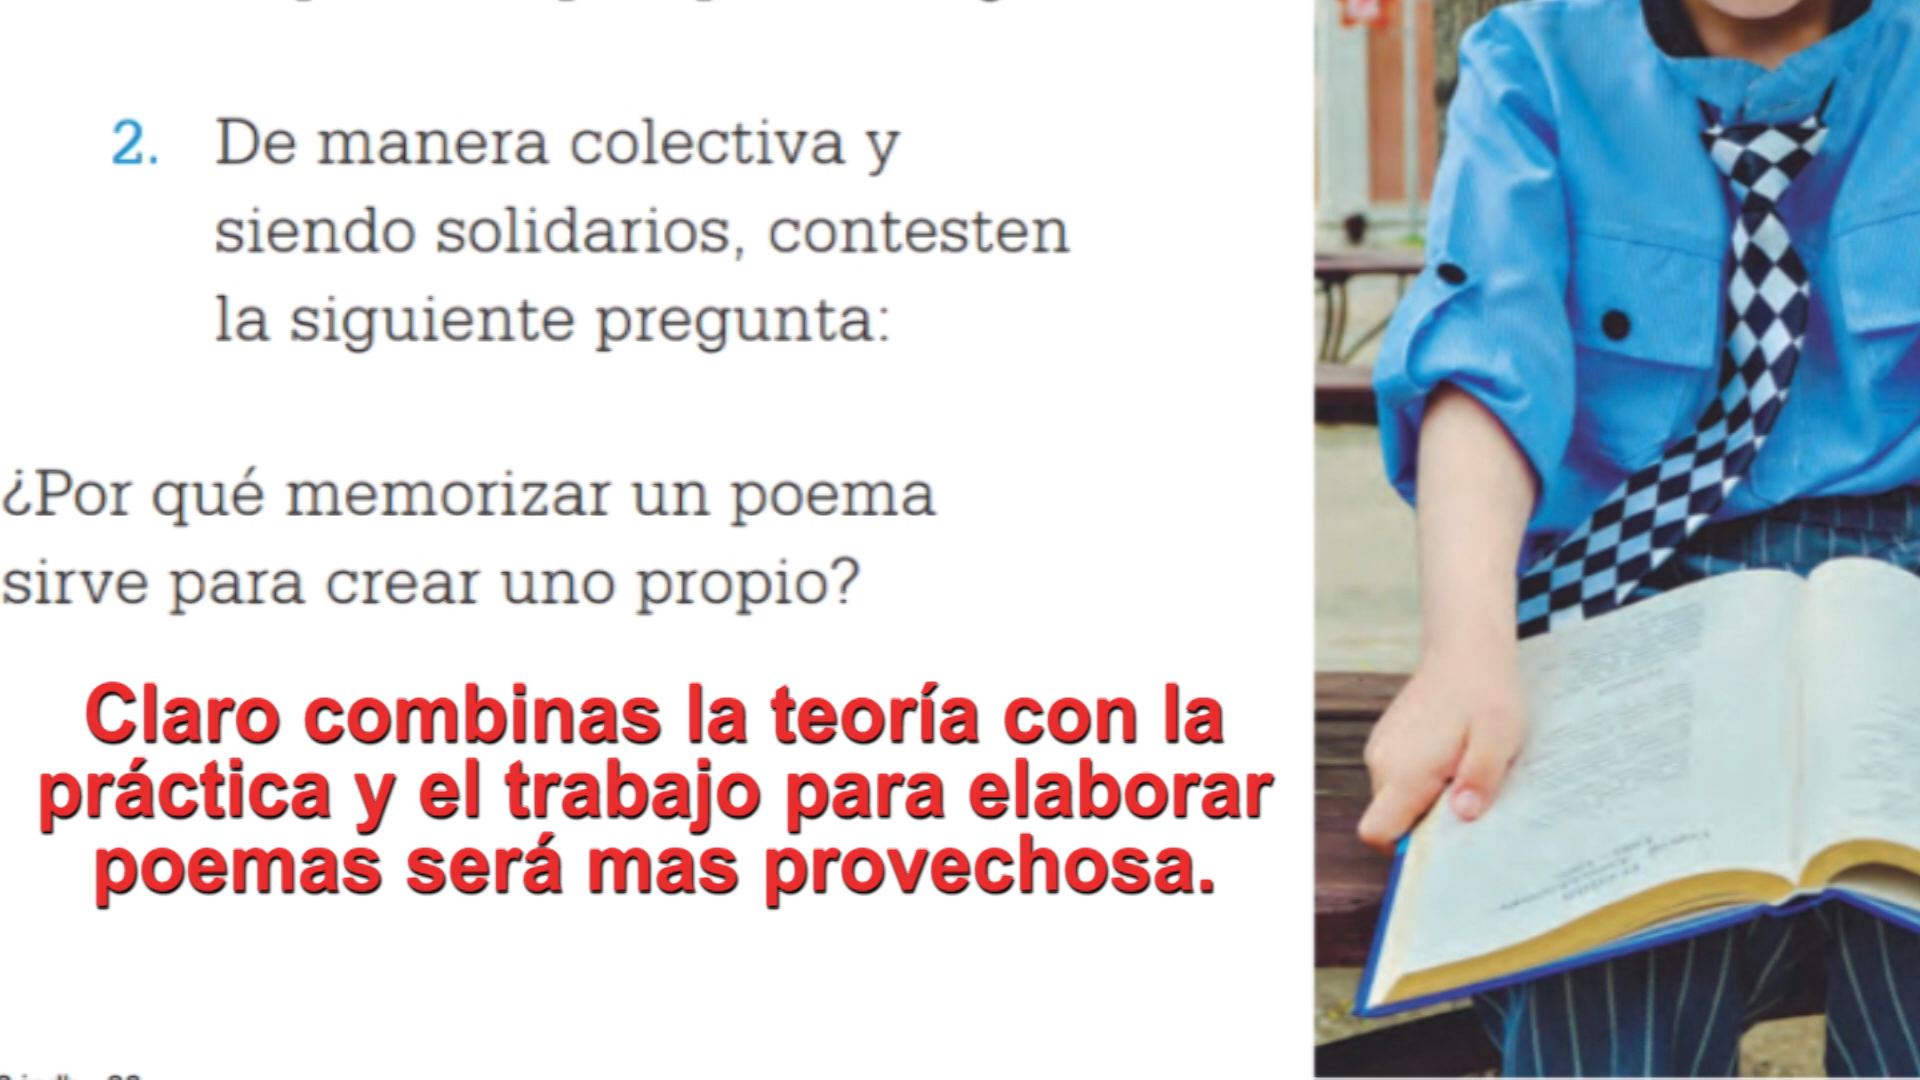 2. De manera colectiva y
siendo solidarios, contesten
la siguiente pregunta:
¿Por qué memorizar un poema
sirve para crear uno propio?
Claro combinas la teoría con la
práctica y el trabajo para elaborar
poemas será mas provechosa.